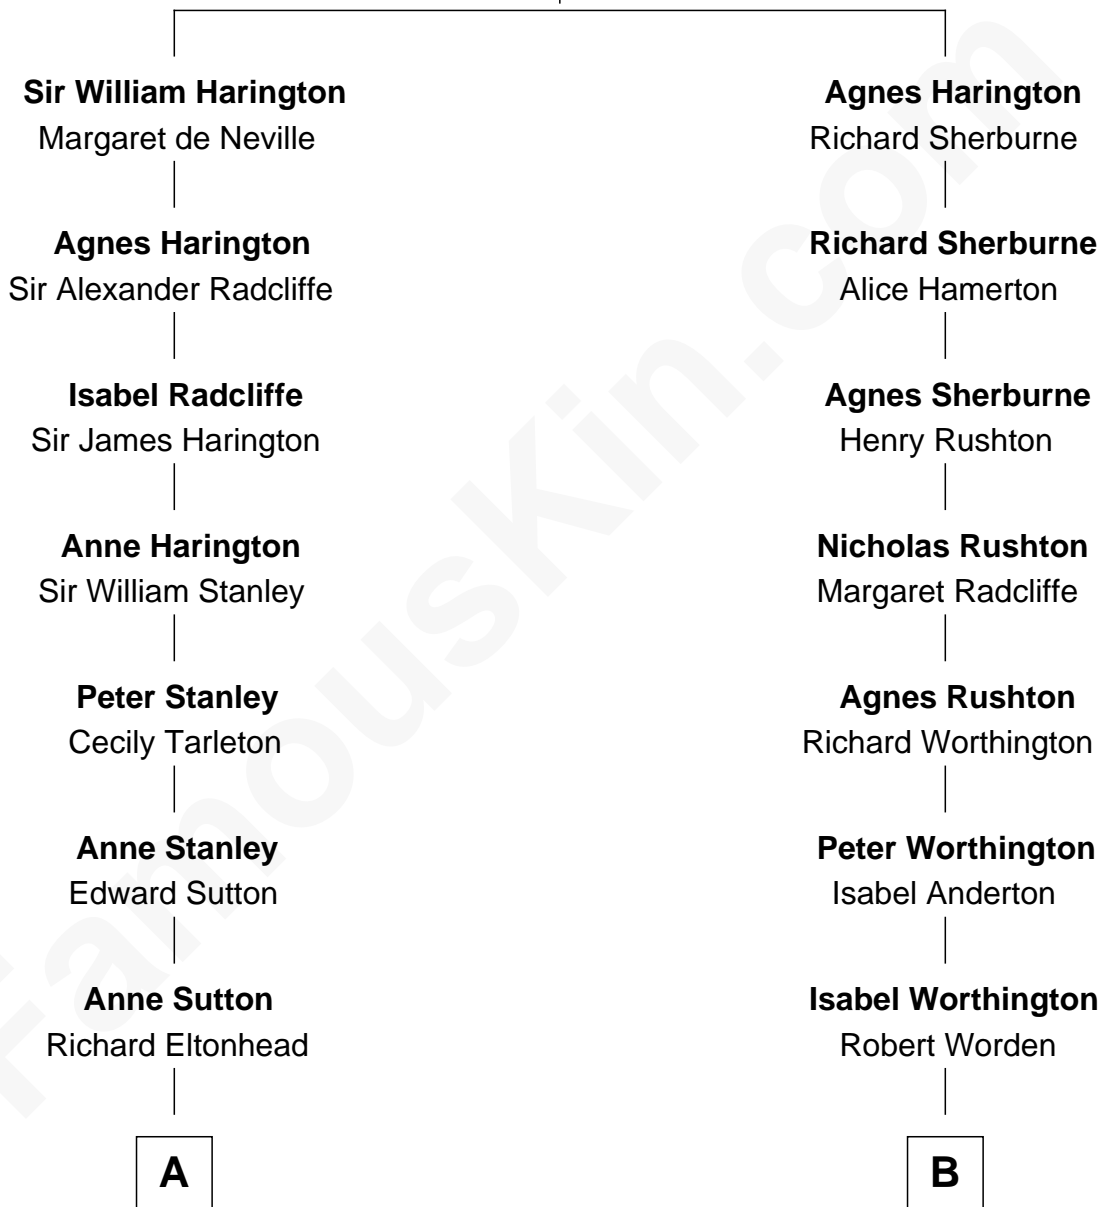 Sir William Harington
Margaret de Neville
Agnes Harington
Sir Alexander Radcliffe
Isabel Radcliffe
Sir James Harington
Anne Harington
Sir William Stanley
Peter Stanley
Cecily Tarleton
Anne Stanley
Edward Sutton
Anne Sutton
Richard Eltonhead
A
Agnes Harington
Richard Sherburne
Richard Sherburne
Alice Hamerton
Agnes Sherburne
Henry Rushton
Nicholas Rushton
Margaret Radcliffe
Agnes Rushton
Richard Worthington
Peter Worthington
Isabel Anderton
Isabel Worthington
Robert Worden
B
FamousKin.com